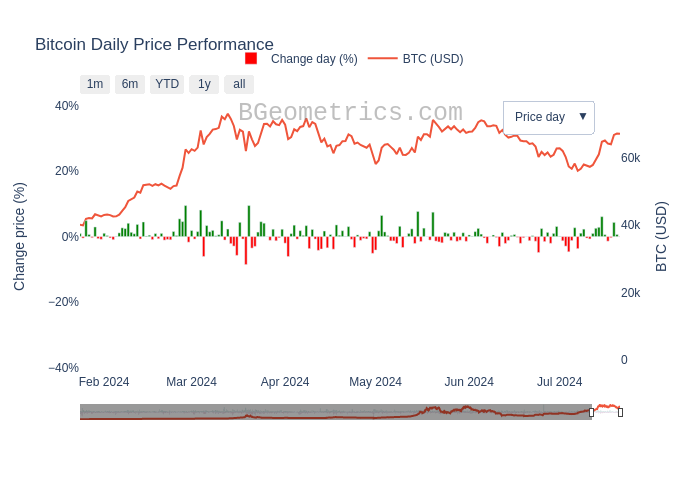 Bitcoin Daily Price Performance
Change day (%) BTC (USD)
1m 6m YTD 1y all
BGeometrics.com
Price day ▼
40%
20%
0%
−20%
−40%
Change price (%)
60k
40k
20k
0
BTC (USD)
Feb 2024 Mar 2024 Apr 2024 May 2024 Jun 2024 Jul 2024